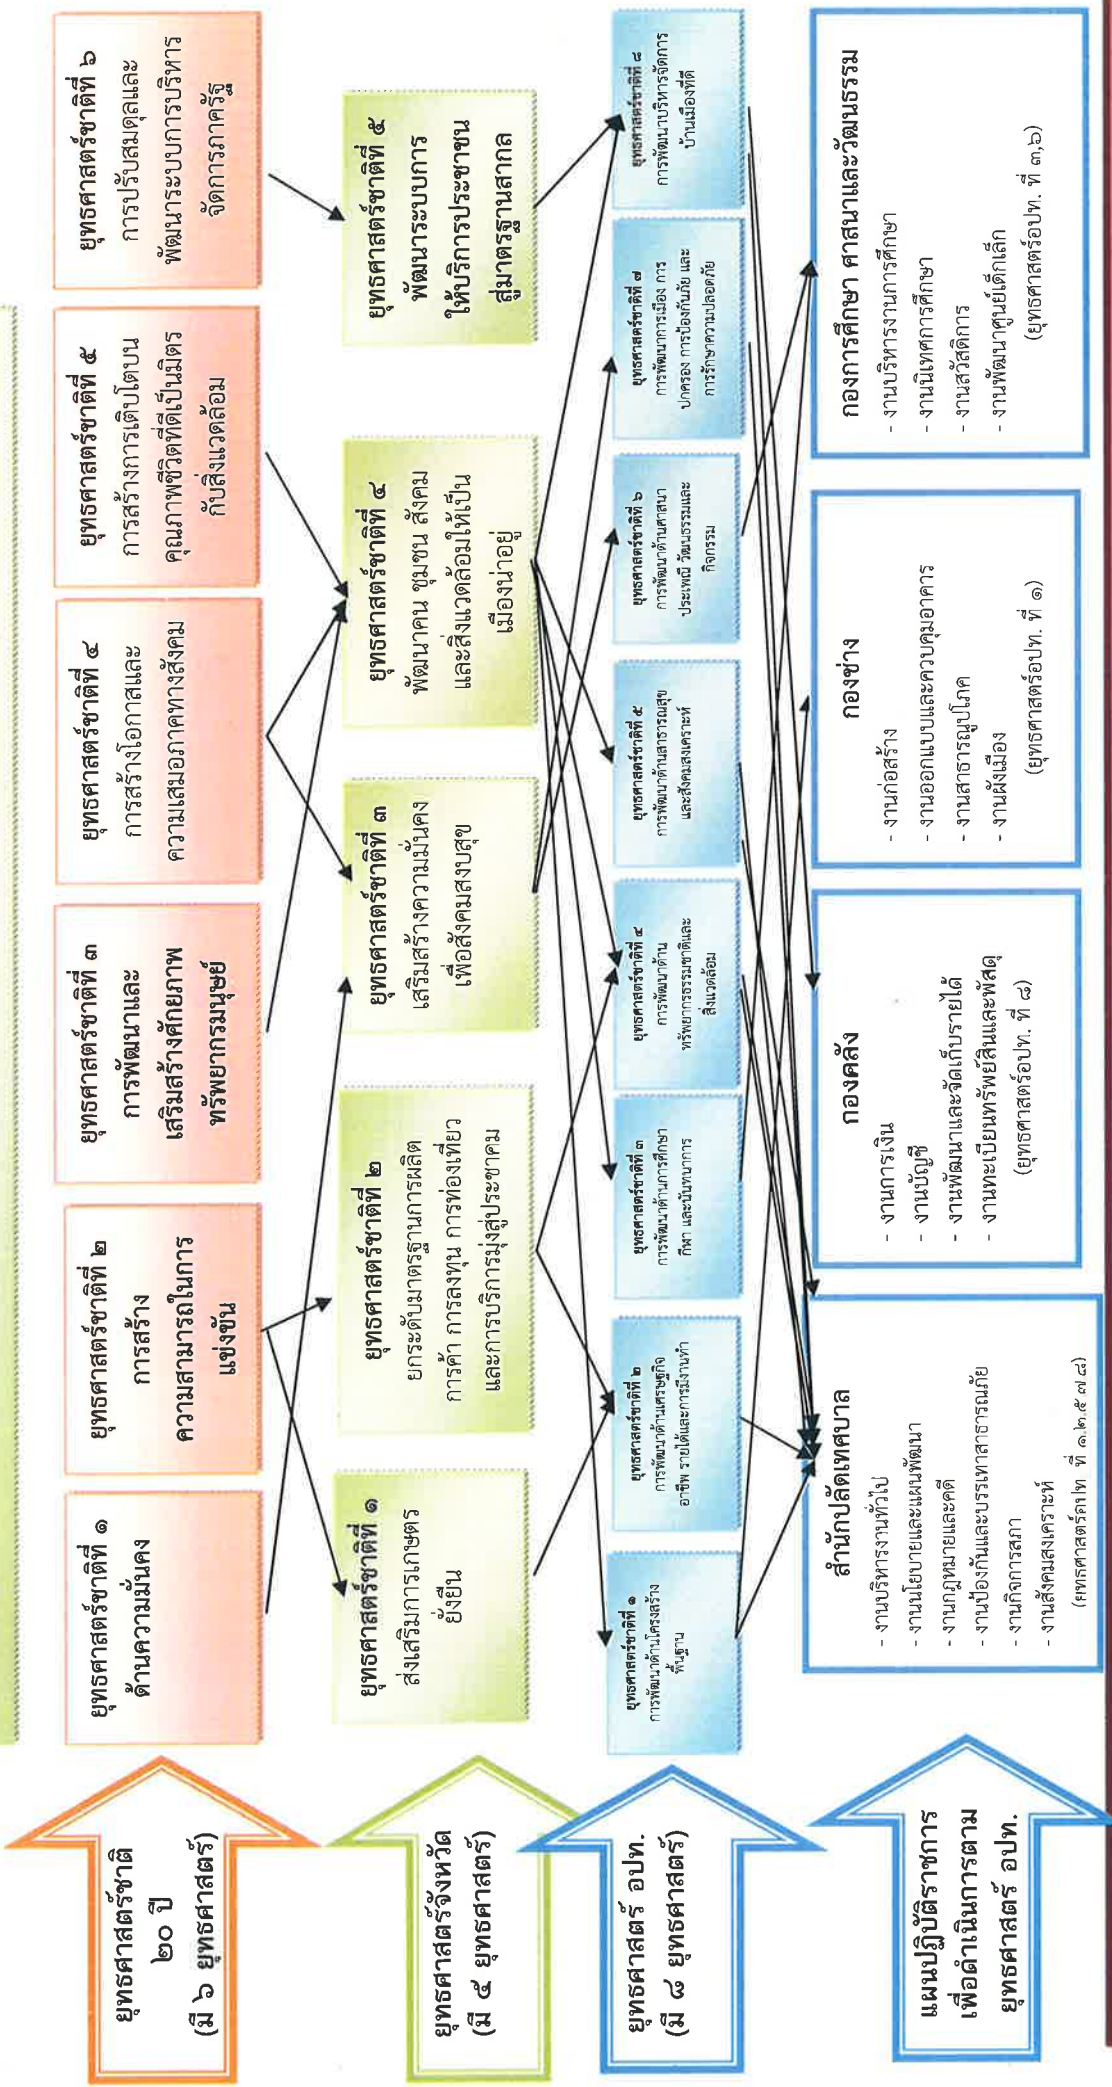 ยุทธศาสตร์ชาติ
๒๐ ปี
(มี ๖ ยุทธศาสตร์)
ยุทธศาสตร์ชาติที่ ๑
ด้านความมั่นคง
ยุทธศาสตร์ชาติที่ ๒
การสร้าง
ความสามารถในการ
แข่งขัน
ยุทธศาสตร์ชาติที่ ๓
การพัฒนาและ
เสริมสร้างศักยภาพ
ทรัพยากรมนุษย์
ยุทธศาสตร์ชาติที่ ๔
การสร้างโอกาสและ
ความเสมอภาคทางสังคม
ยุทธศาสตร์ชาติที่ ๕
การสร้างการเติบโตบน
คุณภาพชีวิตที่ดีเป็นมิตร
กับสิ่งแวดล้อม
ยุทธศาสตร์ชาติที่ ๖
การปรับสมดุลและ
พัฒนาระบบการบริหาร
จัดการภาครัฐ
ยุทธศาสตร์จังหวัด
(มี ๕ ยุทธศาสตร์)
ยุทธศาสตร์ชาติที่ ๑
ส่งเสริมการเกษตร
ยั่งยืน
ยุทธศาสตร์ชาติที่ ๒
ยกระดับมาตรฐานการผลิต
การค้า การลงทุน การท่องเที่ยว
และการบริการมุ่งสู่ประชาคม
ยุทธศาสตร์ชาติที่ ๓
เสริมสร้างความมั่นคง
เพื่อสังคมสงบสุข
ยุทธศาสตร์ชาติที่ ๔
พัฒนาคน ชุมชน สังคม
และสิ่งแวดล้อมให้เป็น
เมืองน่าอยู่
ยุทธศาสตร์ชาติที่ ๕
พัฒนาระบบการ
ให้บริการประชาชน
สู่มาตรฐานสากล
ยุทธศาสตร์ อปท.
(มี ๘ ยุทธศาสตร์)
ยุทธศาสตร์ชาติที่ ๑
การพัฒนาด้านโครงสร้าง
พื้นฐาน
ยุทธศาสตร์ชาติที่ ๒
การพัฒนาด้านเศรษฐกิจ
อาชีพ รายได้และการมีงานทำ
ยุทธศาสตร์ชาติที่ ๓
การพัฒนาด้านการศึกษา
กีฬา และนันทนาการ
ยุทธศาสตร์ชาติที่ ๔
การพัฒนาด้าน
ทรัพยากรธรรมชาติและ
สิ่งแวดล้อม
ยุทธศาสตร์ชาติที่ ๕
การพัฒนาด้านสาธารณสุข
และสังคมสงเคราะห์
ยุทธศาสตร์ชาติที่ ๖
การพัฒนาด้านศาสนา
ประเพณี วัฒนธรรมและ
กิจกรรม
ยุทธศาสตร์ชาติที่ ๗
การพัฒนาการเมือง การ
ปกครอง การป้องกันภัย และ
การรักษาความปลอดภัย
ยุทธศาสตร์ชาติที่ ๘
การพัฒนาบริหารจัดการ
บ้านเมืองที่ดี
แผนปฏิบัติราชการ
เพื่อดำเนินการตาม
ยุทธศาสตร์ อปท.
สำนักปลัดเทศบาล
- งานบริหารงานทั่วไป
- งานนโยบายและแผนพัฒนา
- งานกฎหมายและคดี
- งานป้องกันและบรรเทาสาธารณภัย
- งานกิจการสภา
- งานสังคมสงเคราะห์
(ยุทธศาสตร์อปท ที่ ๑.๒.๕ ๗ ๘)
กองคลัง
- งานการเงิน
- งานบัญชี
- งานพัฒนาและจัดเก็บรายได้
- งานทะเบียนทรัพย์สินและพัสดุ
(ยุทธศาสตร์อปท. ที่ ๘)
กองช่าง
- งานก่อสร้าง
- งานออกแบบและควบคุมอาคาร
- งานสาธารณูปโภค
- งานผังเมือง
(ยุทธศาสตร์อปท. ที่ ๑)
กองการศึกษา ศาสนาและวัฒนธรรม
- งานบริหารงานการศึกษา
- งานนิเทศการศึกษา
- งานสวัสดิการ
- งานพัฒนาศูนย์เด็กเล็ก
(ยุทธศาสตร์อปท. ที่ ๓,๖)